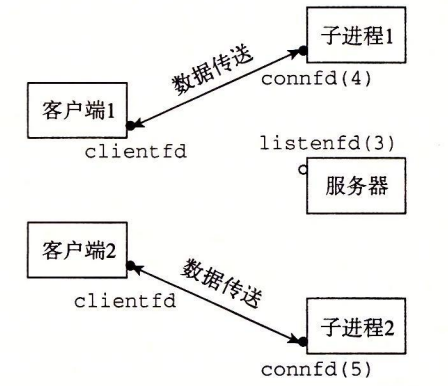 子进程1
数据传送
connfd(4)
客户端1
clientfd
listenfd(3)
服务器
客户端2
数据传送
clientfd
子进程2
connfd(5)